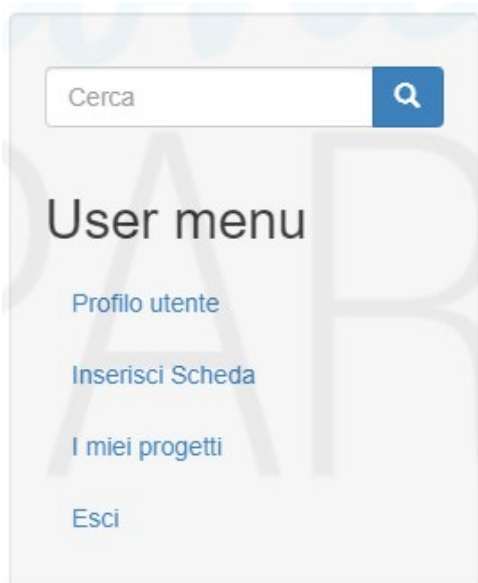 Cerca
User menu
Profilo utente
Inserisci Scheda
I miei progetti
Esci